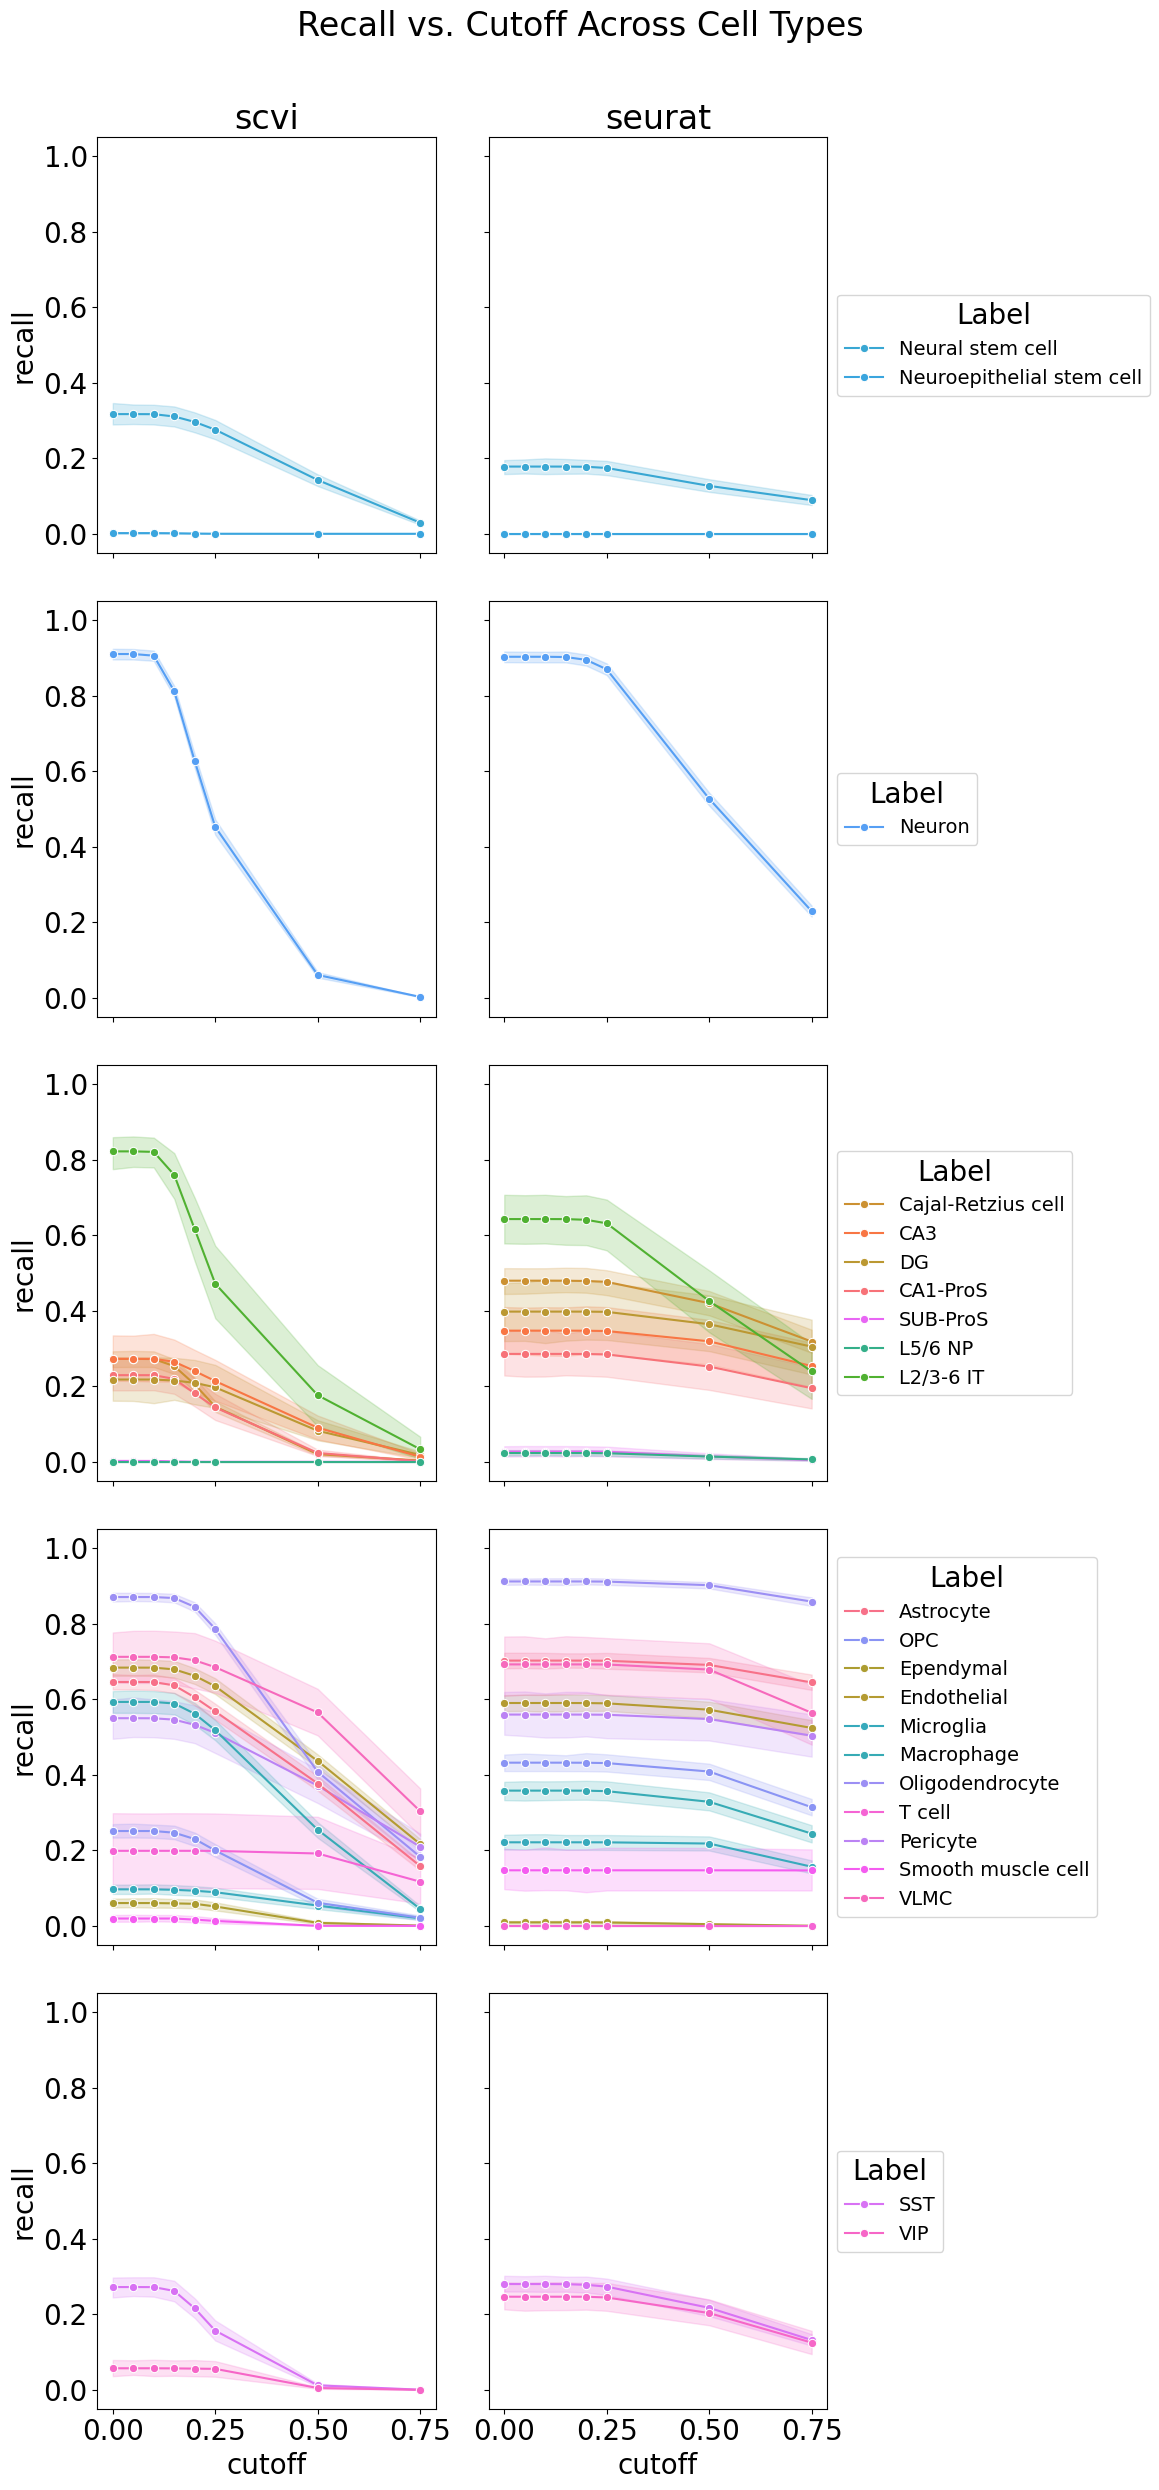 Recall vs. Cutoff Across Cell Types
scvi
seurat
1.0
0.8
0.6
0.4
0.2
0.0
recall
Label
Neural stem cell
Neuroepithelial stem cell
1.0
0.8
0.6
0.4
0.2
0.0
recall
Label
Neuron
1.0
0.8
0.6
0.4
0.2
0.0
recall
Label
Cajal-Retzius cell
CA3
DG
CA1-ProS
SUB-ProS
L5/6 NP
L2/3-6 IT
1.0
0.8
0.6
0.4
0.2
0.0
recall
Label
Astrocyte
OPC
Ependymal
Endothelial
Microglia
Macrophage
Oligodendrocyte
T cell
Pericyte
Smooth muscle cell
VLMC
1.0
0.8
0.6
0.4
0.2
0.0
recall
Label
SST
VIP
0.00 0.25 0.50 0.75
cutoff
0.00 0.25 0.50 0.75
cutoff